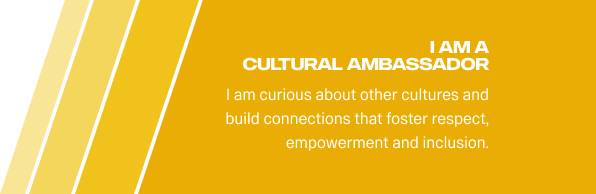 I AM A
CULTURAL AMBASSADOR
I am curious about other cultures and
build connections that foster respect,
empowerment and inclusion.